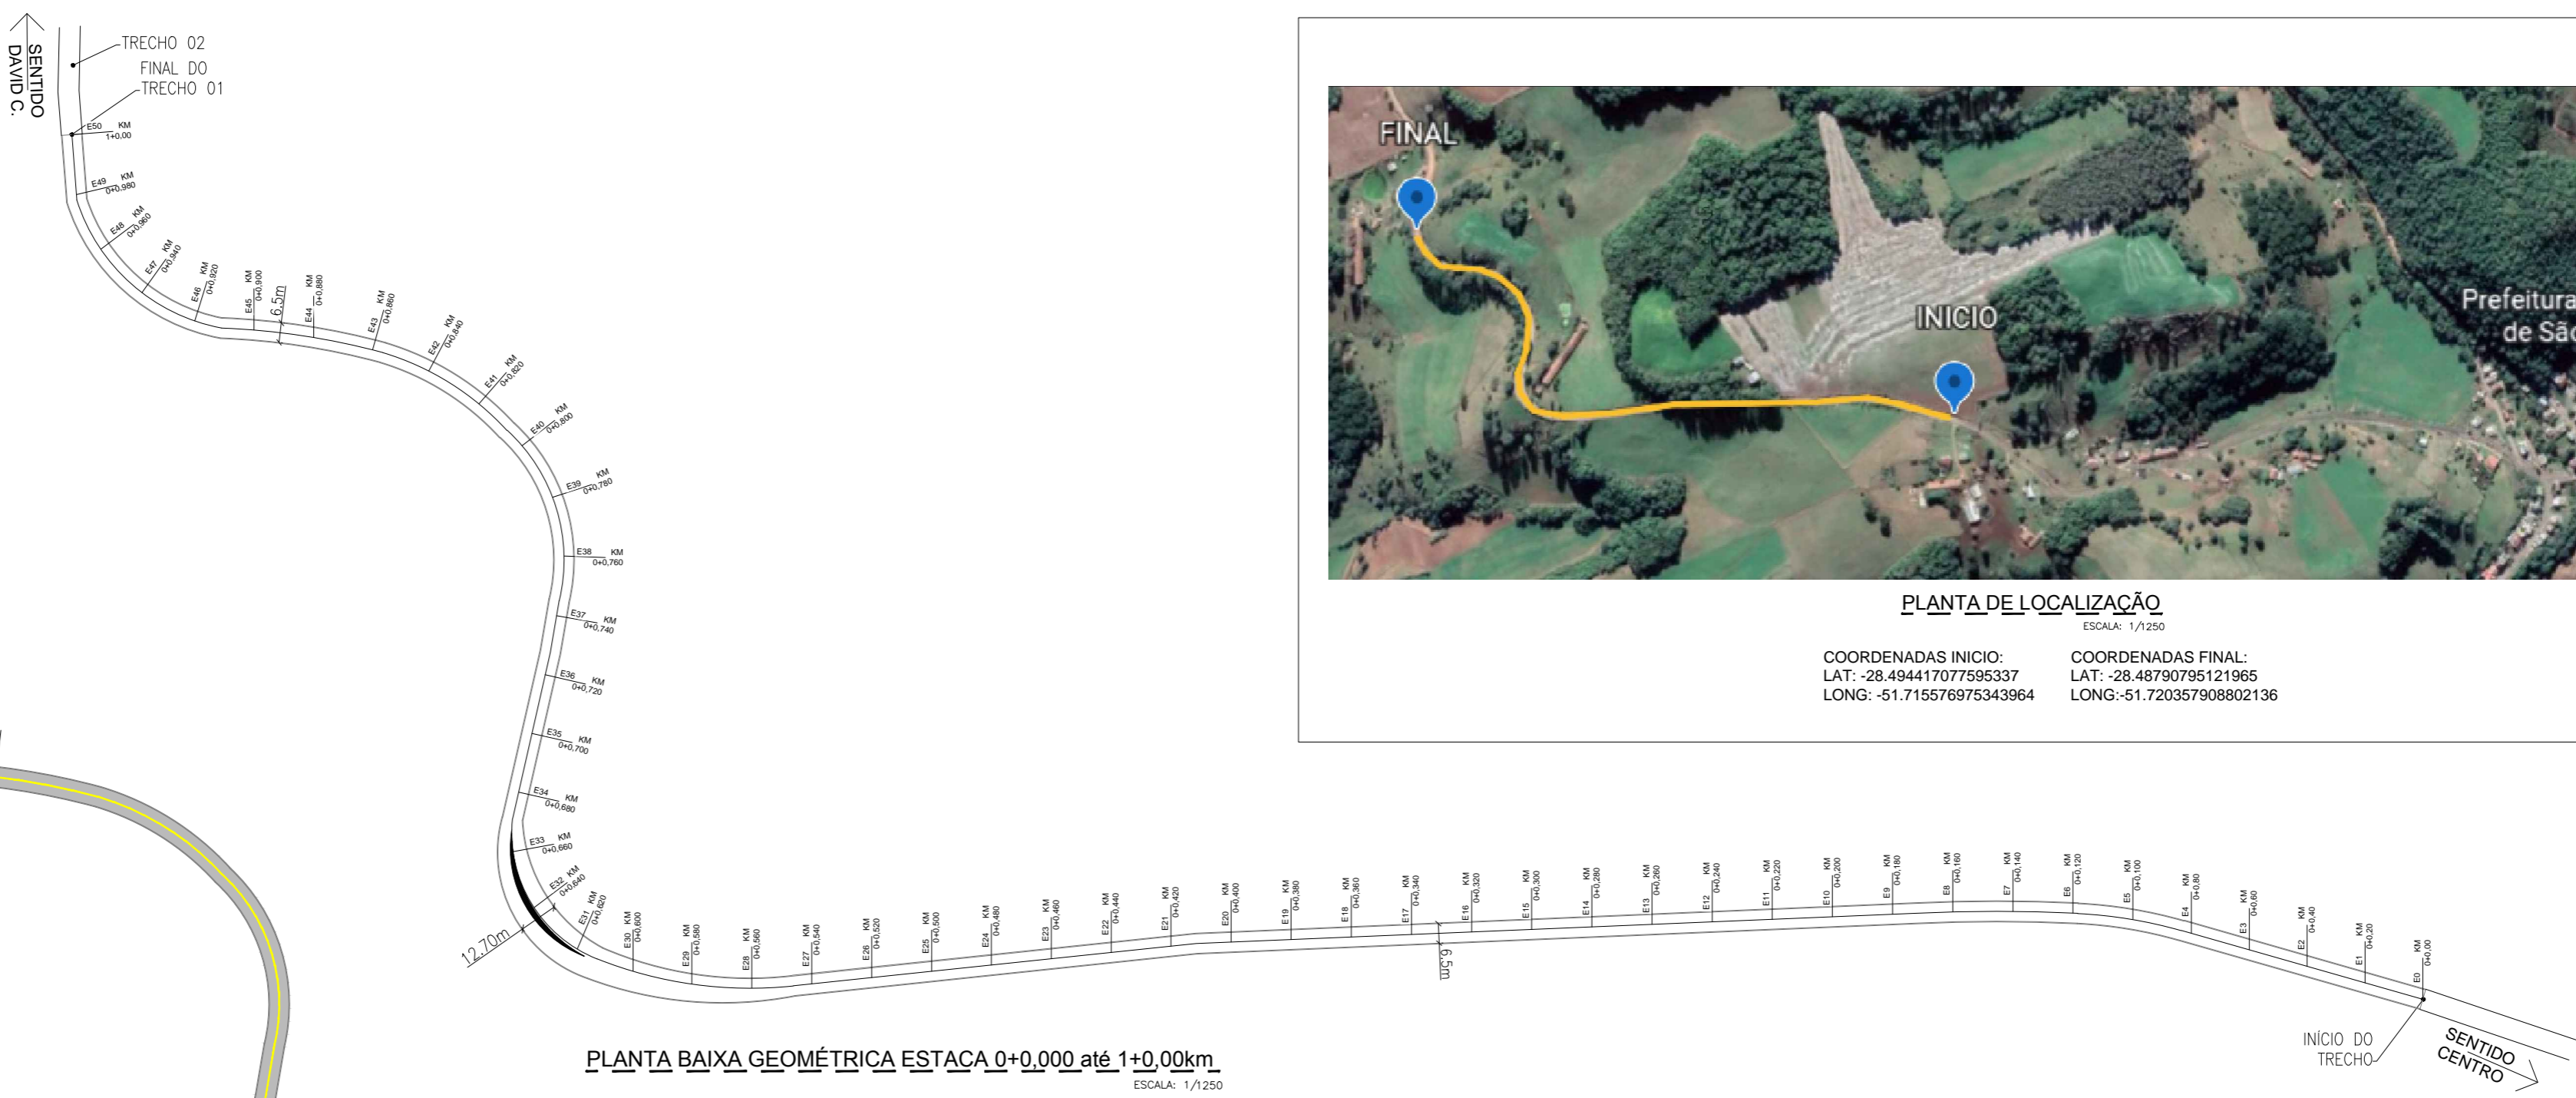 SENTIDO
DAVID C.
TRECHO 02
FINAL DO
TRECHO 01
E50 KM
1+0,00
E49 KM
0+0,980
E48 KM
0+0,960
E47 KM
0+0,940
E46 KM
0+0,920
E45 KM
0+0,900
6.5m
E44 KM
0+0,880
E43 KM
0+0,860
E42 KM
0+0,840
E41 KM
0+0,820
E40 KM
0+0,800
E39 KM
0+0,780
E38 KM
0+0,760
E37 KM
0+0,740
E36 KM
0+0,720
E35 KM
0+0,700
E34 KM
0+0,680
E33 KM
0+0,660
E32 KM
0+0,640
12.70m
E31 KM
0+0,620
E30 KM
0+0,600
E29 KM
0+0,580
E28 KM
0+0,560
E27 KM
0+0,540
E26 KM
0+0,520
E25 KM
0+0,500
E24 KM
0+0,480
E23 KM
0+0,460
E22 KM
0+0,440
E21 KM
0+0,420
E20 KM
0+0,400
E19 KM
0+0,380
E18 KM
0+0,360
E17 KM
0+0,340
6.5m
E16 KM
0+0,320
E15 KM
0+0,300
E14 KM
0+0,280
E13 KM
0+0,260
E12 KM
0+0,240
E11 KM
0+0,220
E10 KM
0+0,200
E9 KM
0+0,180
E8 KM
0+0,160
E7 KM
0+0,140
E6 KM
0+0,120
E5 KM
0+0,100
E4 KM
0+0,80
E3 KM
0+0,60
E2 KM
0+0,40
E1 KM
0+0,20
E0 KM
0+0,00
INÍCIO DO
TRECHO
SENTIDO
CENTRO
PLANTA BAIXA GEOMÉTRICA ESTACA 0+0,000 até 1+0,00km
ESCALA: 1/1250
FINAL
INICIO
Prefeitura
de São
PLANTA DE LOCALIZAÇÃO
ESCALA: 1/1250
COORDENADAS INICIO:
LAT: -28.494417077595337
LONG: -51.715576975343964
COORDENADAS FINAL:
LAT: -28.48790795121965
LONG:-51.720357908802136